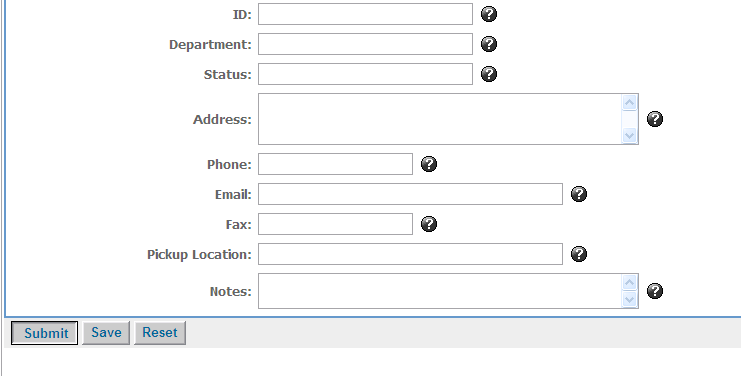 ID: ?
Department: ?
Status: ?
Address: ?
Phone: ?
Email: ?
Fax: ?
Pickup Location: ?
Notes: ?
Submit Save Reset